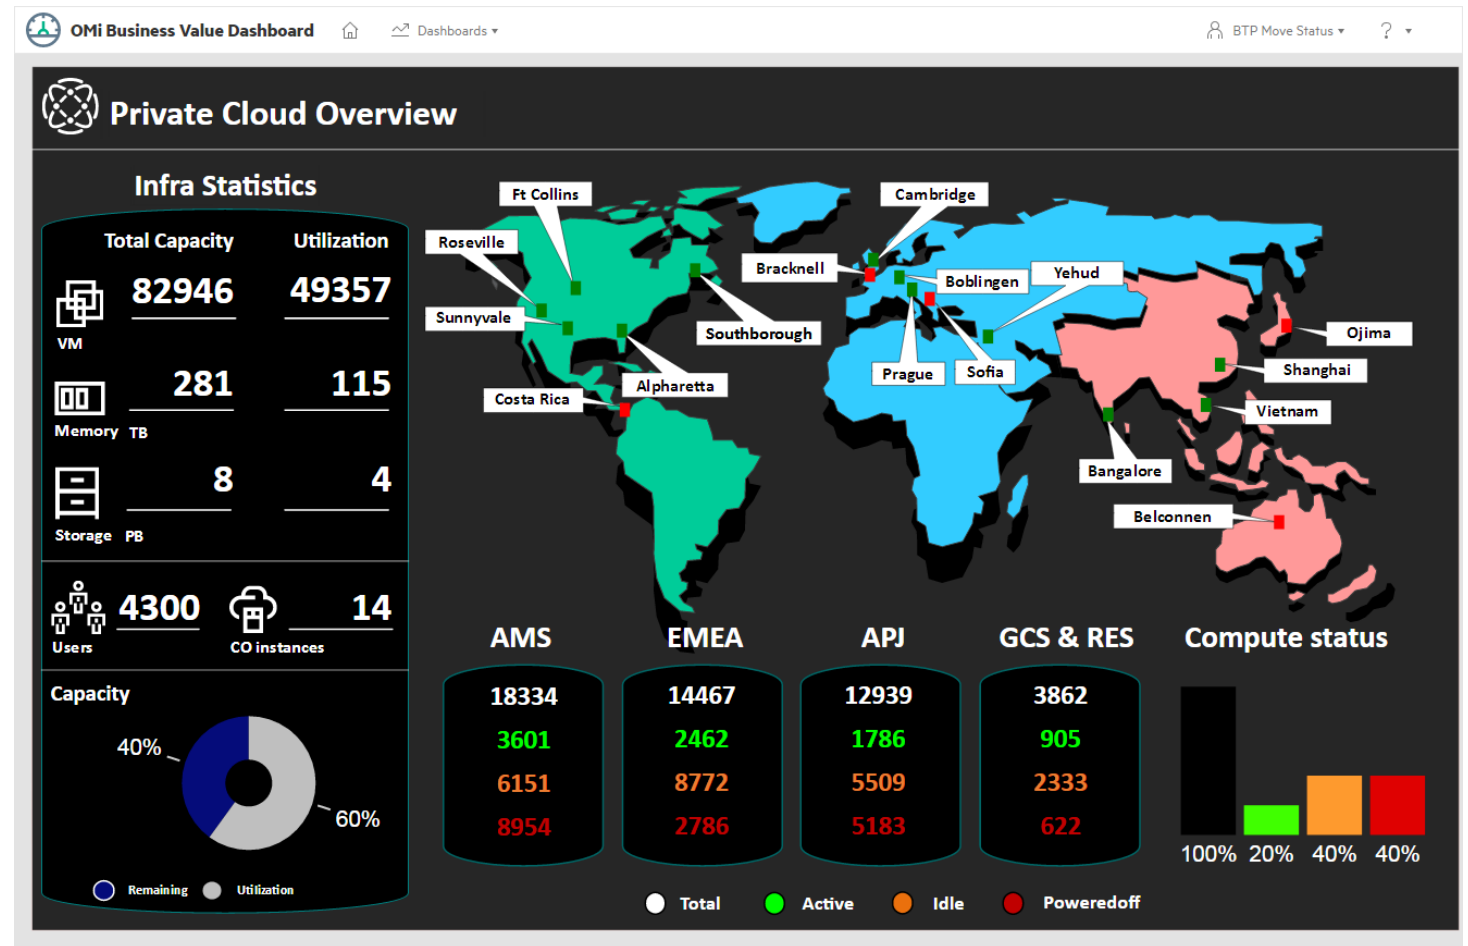 OMi Business Value Dashboard
Dashboards
BTP Move Status
?
Private Cloud Overview
Infra Statistics
Total Capacity Utilization
82946 49357
VM
281 115
Memory TB
8 4
Storage PB
4300 14
Users CO instances
Capacity
40%
60%
Remaining Utilization
Ft Collins
Cambridge
Roseville
Bracknell
Boblingen
Yehud
Sunnyvale
Southborough
Ojima
Prague
Sofia
Shanghai
Alpharetta
Costa Rica
Vietnam
Bangalore
Belconnen
AMS EMEA APJ GCS & RES Compute status
18334 14467 12939 3862
3601 2462 1786 905
6151 8772 5509 2333
8954 2786 5183 622
100% 20% 40% 40%
Total Active Idle Poweredoff